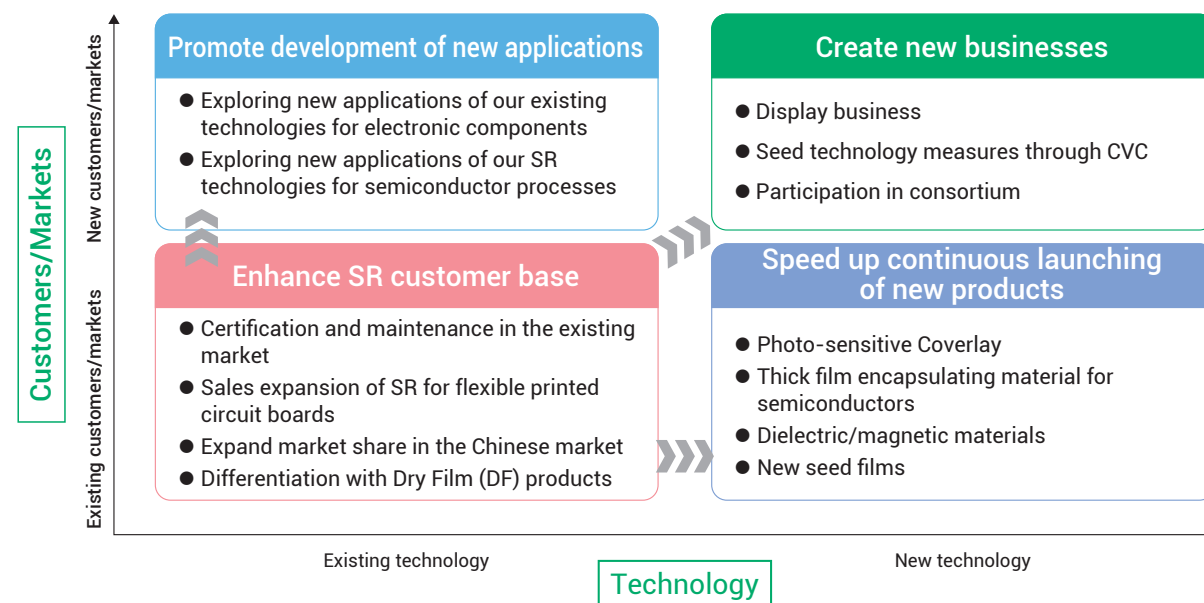 Customers/Markets
New customers/markets
Existing customers/markets
Promote development of new applications
● Exploring new applications of our existing
technologies for electronic components
● Exploring new applications of our SR
technologies for semiconductor processes
Create new businesses
● Display business
● Seed technology measures through CVC
● Participation in consortium
Enhance SR customer base
● Certification and maintenance in the existing
market
● Sales expansion of SR for flexible printed
circuit boards
● Expand market share in the Chinese market
● Differentiation with Dry Film (DF) products
Speed up continuous launching
of new products
● Photo-sensitive Coverlay
● Thick film encapsulating material for
semiconductors
● Dielectric/magnetic materials
● New seed films
Existing technology
New technology
Technology